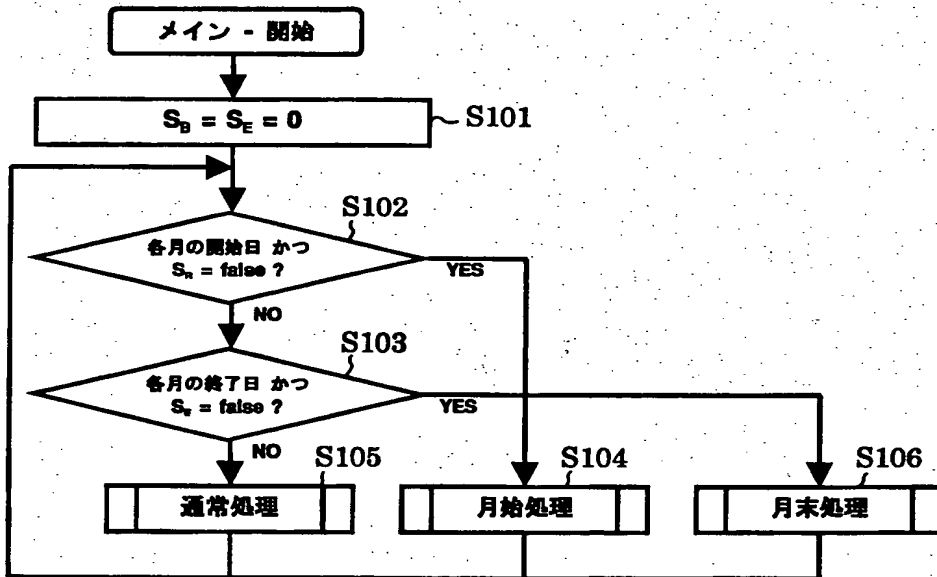 メイン - 開始
S_B = S_E = 0
S101
S102
各月の開始日 かつ
S_B = false ?
YES
NO
S103
各月の終了日 かつ
S_E = false ?
YES
NO
S105
S104
S106
通常処理
月始処理
月末処理